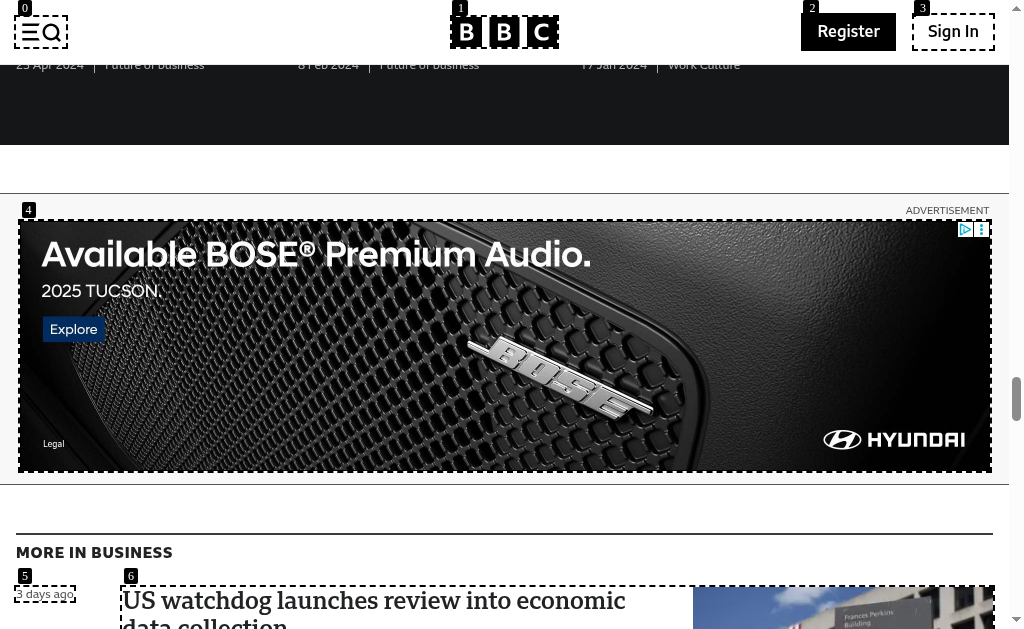 0
1
2
3
BBC
Register
Sign In
25 Apr 2024 | Future of Business
8 Feb 2024 | Future of Business
17 Jan 2024 | Work Culture
4
ADVERTISEMENT
Available BOSE® Premium Audio.
2025 TUCSON.
Explore
BOSE
Legal
HYUNDAI
MORE IN BUSINESS
5
6
3 days ago
US watchdog launches review into economic
data collection
Frances Perkins
Building